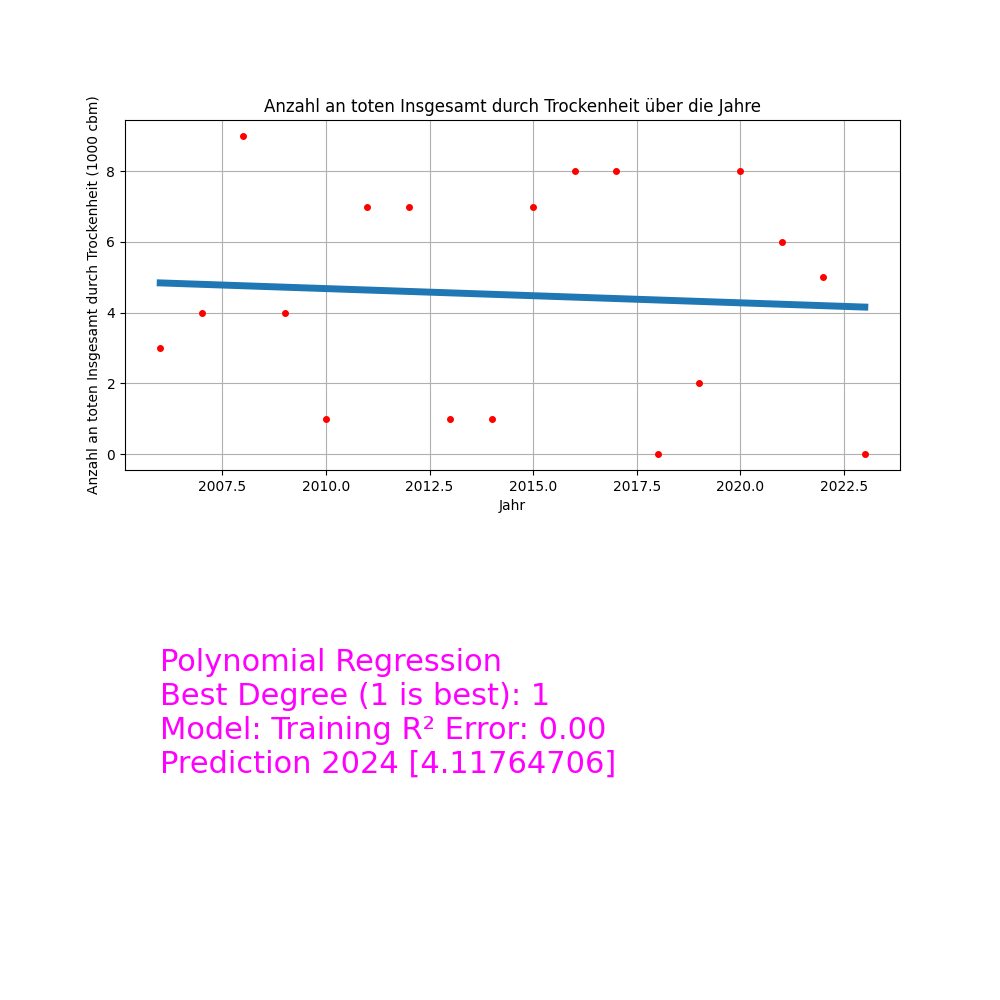 Anzahl an toten Insgesamt durch Trockenheit über die Jahre
Anzahl an toten Insgesamt durch Trockenheit (1000 cbm)
8
6
4
2
0
2007.5 2010.0 2012.5 2015.0 2017.5 2020.0 2022.5
Jahr
Polynomial Regression
Best Degree (1 is best): 1
Model: Training R² Error: 0.00
Prediction 2024 [4.11764706]